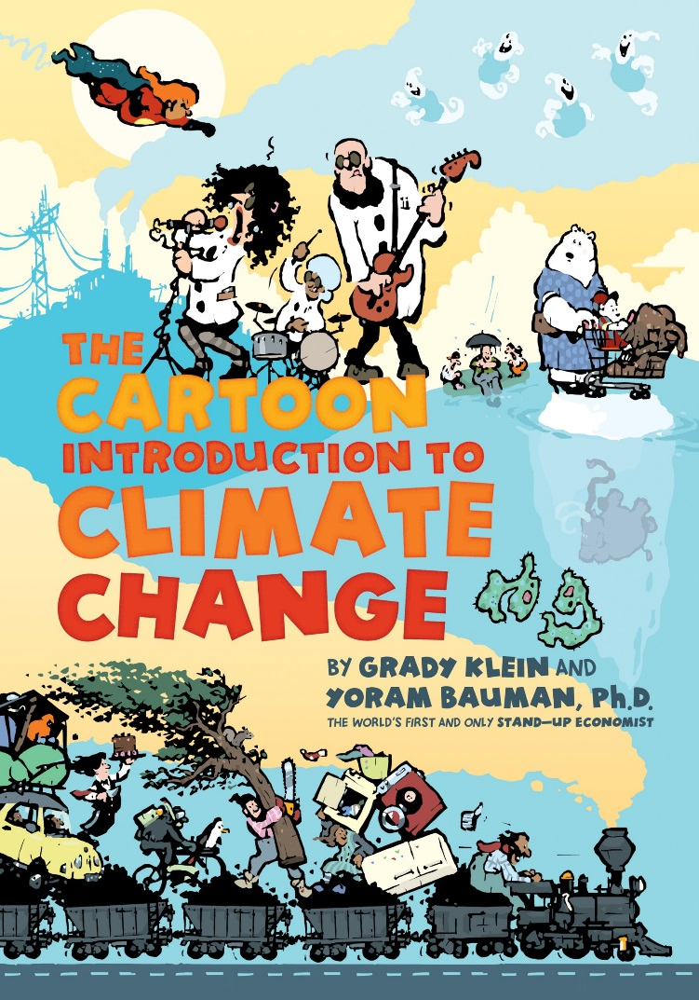 THE
CARTOON
INTRODUCTION TO
CLIMATE
CHANGE
BY GRADY KLEIN AND
YORAM BAUMAN, Ph.D.
THE WORLD'S FIRST AND ONLY STAND-UP ECONOMIST